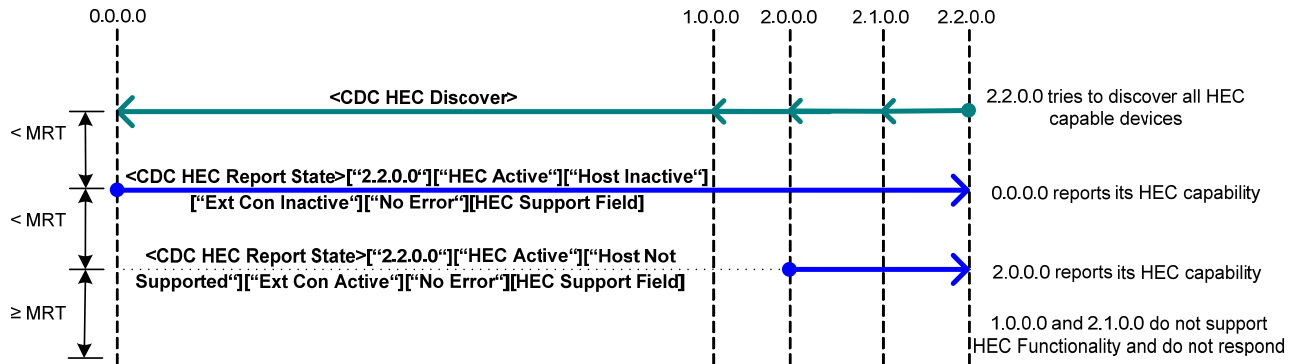 0.0.0.0 1.0.0.0 2.0.0.0 2.1.0.0 2.2.0.0
<CDC HEC Discover>
2.2.0.0 tries to discover all HEC
capable devices
< MRT
<CDC HEC Report State>[“2.2.0.0“][“HEC Active“][“Host Inactive“]
[“Ext Con Inactive“][“No Error“][HEC Support Field]
0.0.0.0 reports its HEC capability
< MRT
<CDC HEC Report State>[“2.2.0.0“][“HEC Active“][“Host Not
Supported“][“Ext Con Active“][“No Error“][HEC Support Field]
2.0.0.0 reports its HEC capability
≥ MRT
1.0.0.0 and 2.1.0.0 do not support
HEC Functionality and do not respond